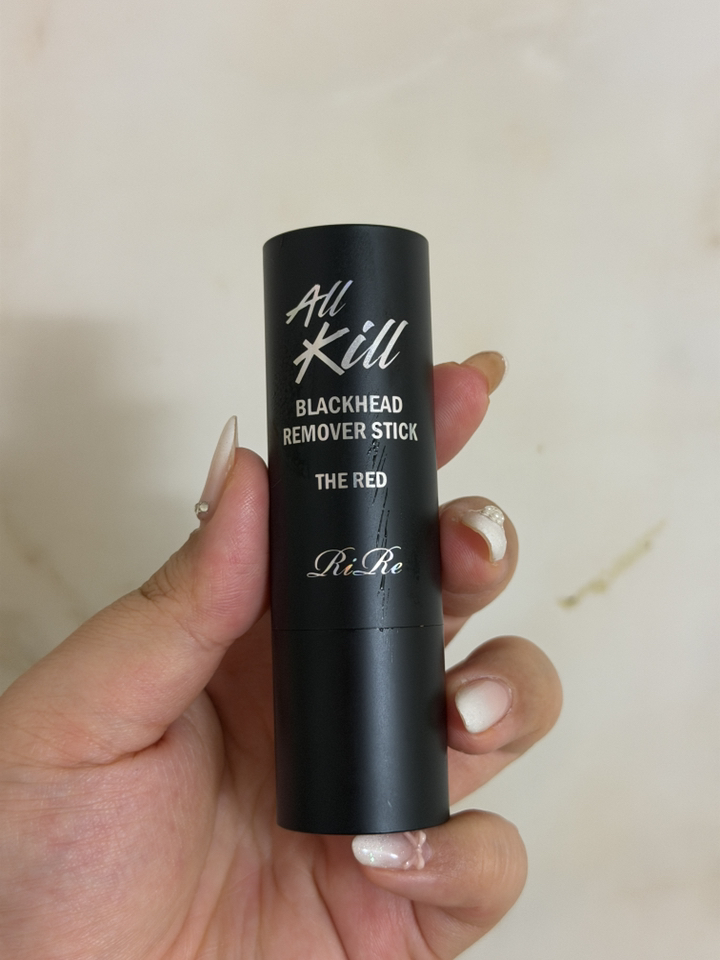 All
Kill
BLACKHEAD
REMOVER STICK
THE RED
RiRe